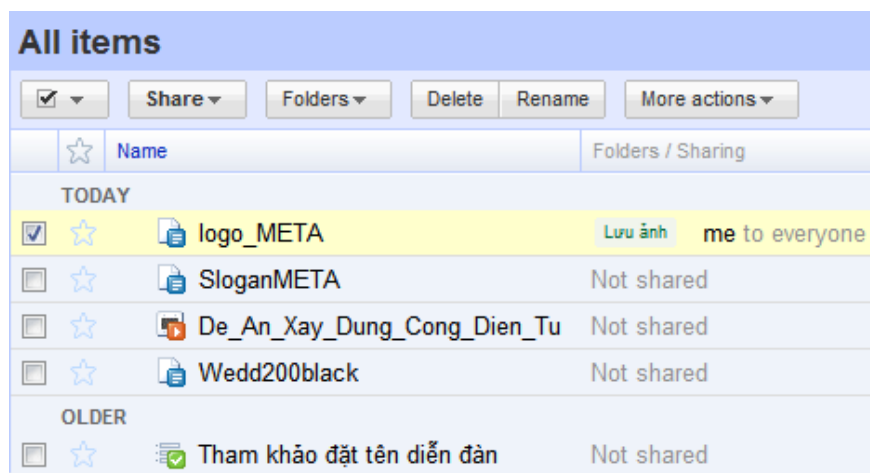 All items
Share Folders Delete Rename More actions
Name Folders / Sharing
TODAY
logo_META Lưu ảnh me to everyone
SloganMETA Not shared
De_An_Xay_Dung_Cong_Dien_Tu Not shared
Wedd200black Not shared
OLDER
Tham khảo đặt tên diễn đàn Not shared